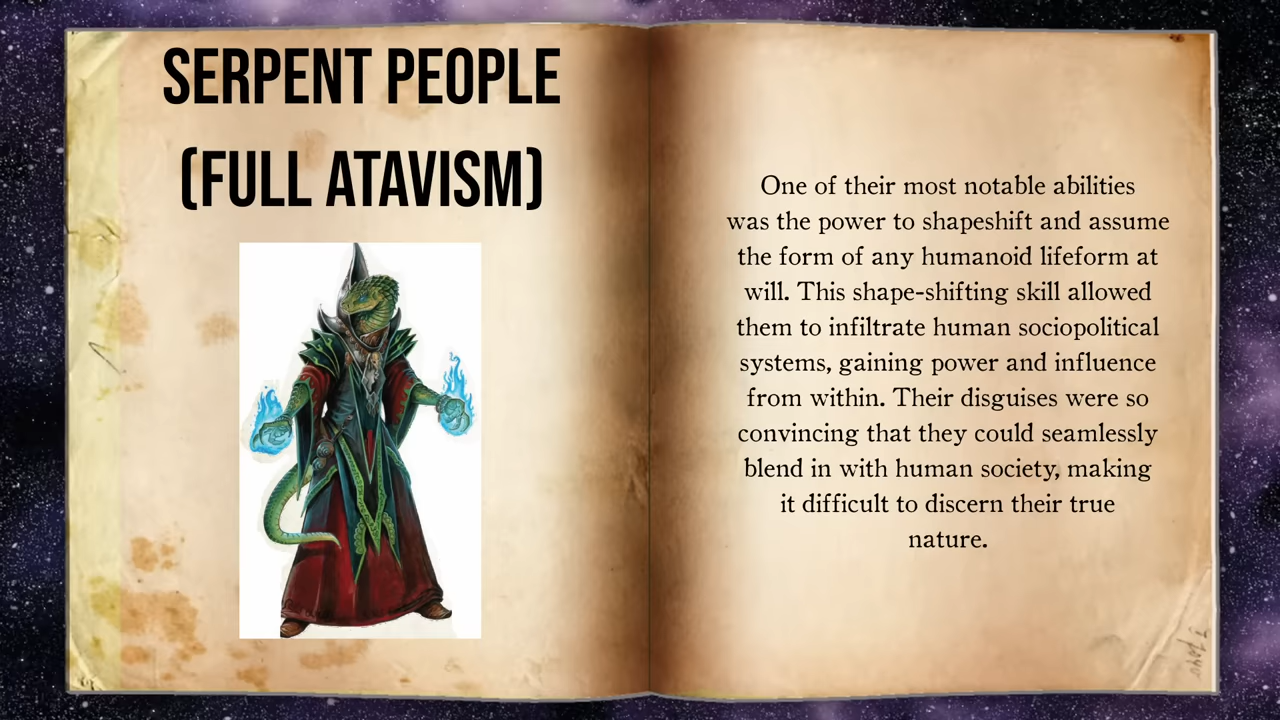 SERPENT PEOPLE
(FULL ATAVISM)
One of their most notable abilities
was the power to shapeshift and assume
the form of any humanoid lifeform at
will. This shape-shifting skill allowed
them to infiltrate human sociopolitical
systems, gaining power and influence
from within. Their disguises were so
convincing that they could seamlessly
blend in with human society, making
it difficult to discern their true
nature.